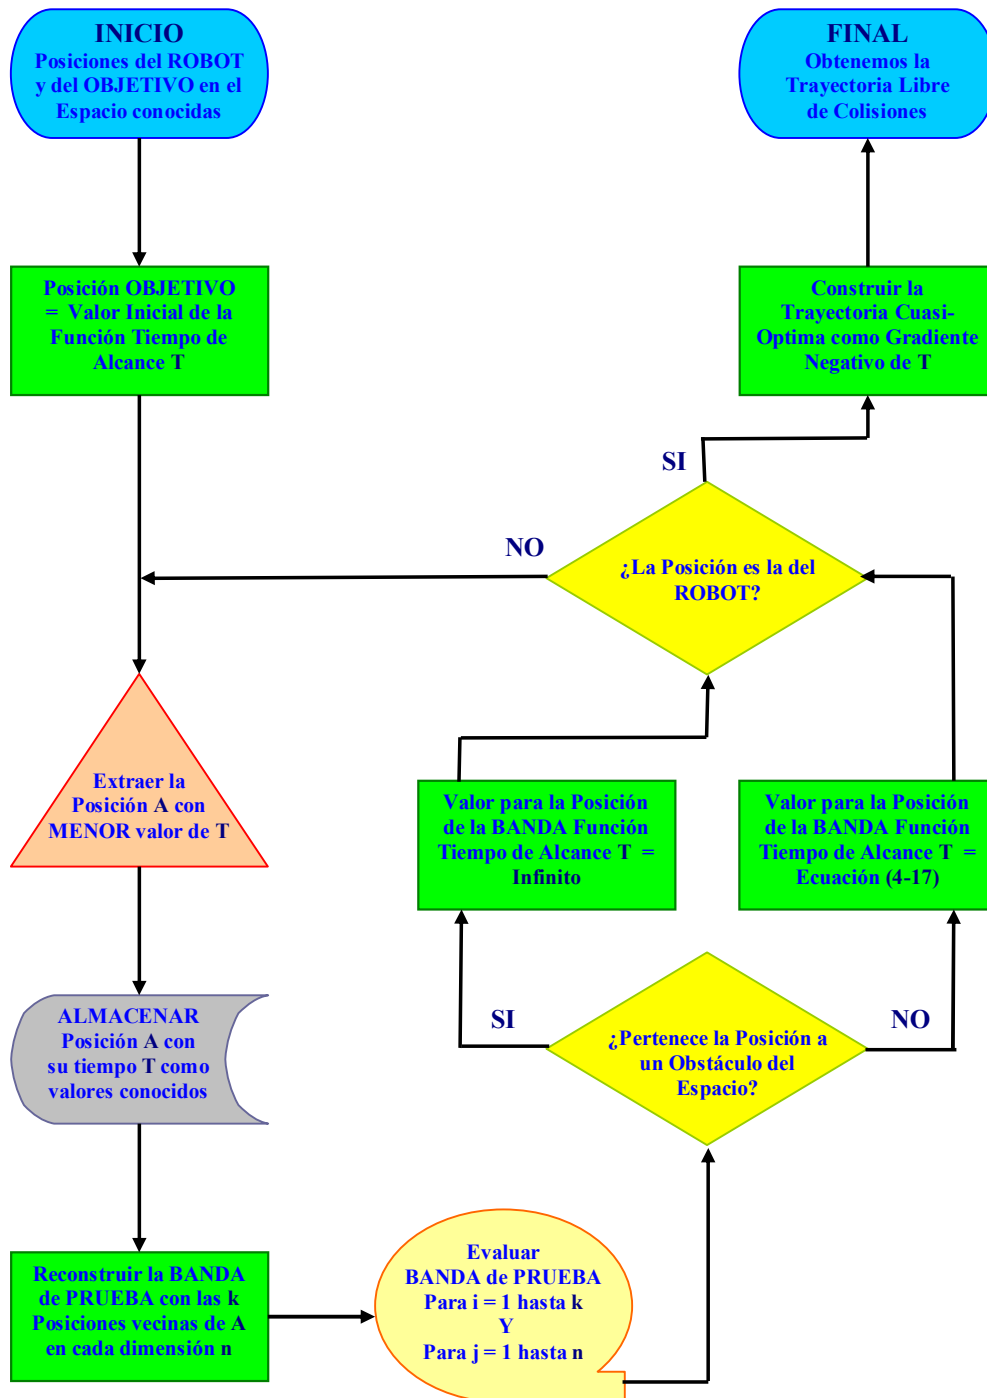 INICIO
Posiciones del ROBOT
y del OBJETIVO en el
Espacio conocidas
FINAL
Obtenemos la
Trayectoria Libre
de Colisiones
Posición OBJETIVO
= Valor Inicial de la
Función Tiempo de
Alcance T
Construir la
Trayectoria Cuasi-
Optima como Gradiente
Negativo de T
SI
NO
¿La Posición es la del
ROBOT?
Extraer la
Posición A con
MENOR valor de T
Valor para la Posición
de la BANDA Función
Tiempo de Alcance T =
Infinito
Valor para la Posición
de la BANDA Función
Tiempo de Alcance T =
Ecuación (4-17)
SI
NO
¿Pertenece la Posición a
un Obstáculo del
Espacio?
ALMACENAR
Posición A con
su tiempo T como
valores conocidos
Reconstruir la BANDA
de PRUEBA con las k
Posiciones vecinas de A
en cada dimensión n
Evaluar
BANDA de PRUEBA
Para i = 1 hasta k
Y
Para j = 1 hasta n